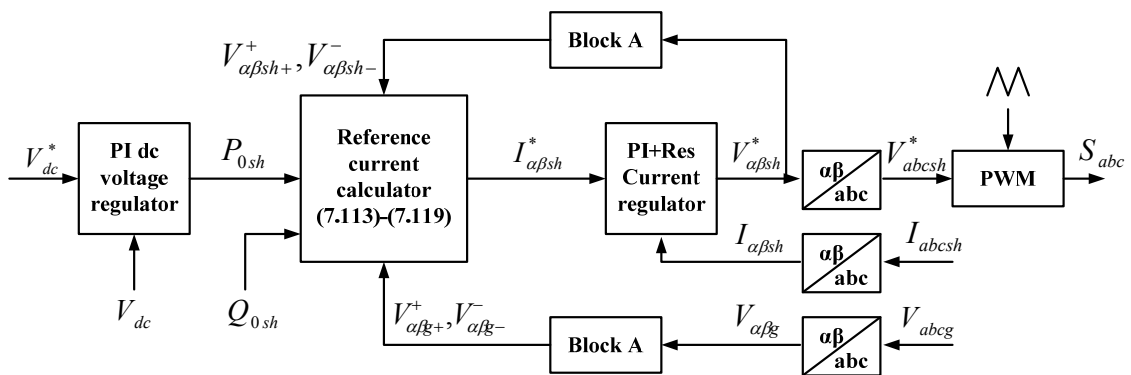 Block A
V⁺αβsh+, V⁻αβsh−
V*dc
PI dc
voltage
regulator
P0sh
Reference
current
calculator
(7.113)-(7.119)
I*αβsh
PI+Res
Current
regulator
V*αβsh
αβ
abc
V*abcsh
PWM
Sabc
Iαβsh
αβ
abc
Iabcsh
Vdc
Q0sh
V⁺αβg+, V⁻αβg−
Block A
Vαβg
αβ
abc
Vabcg